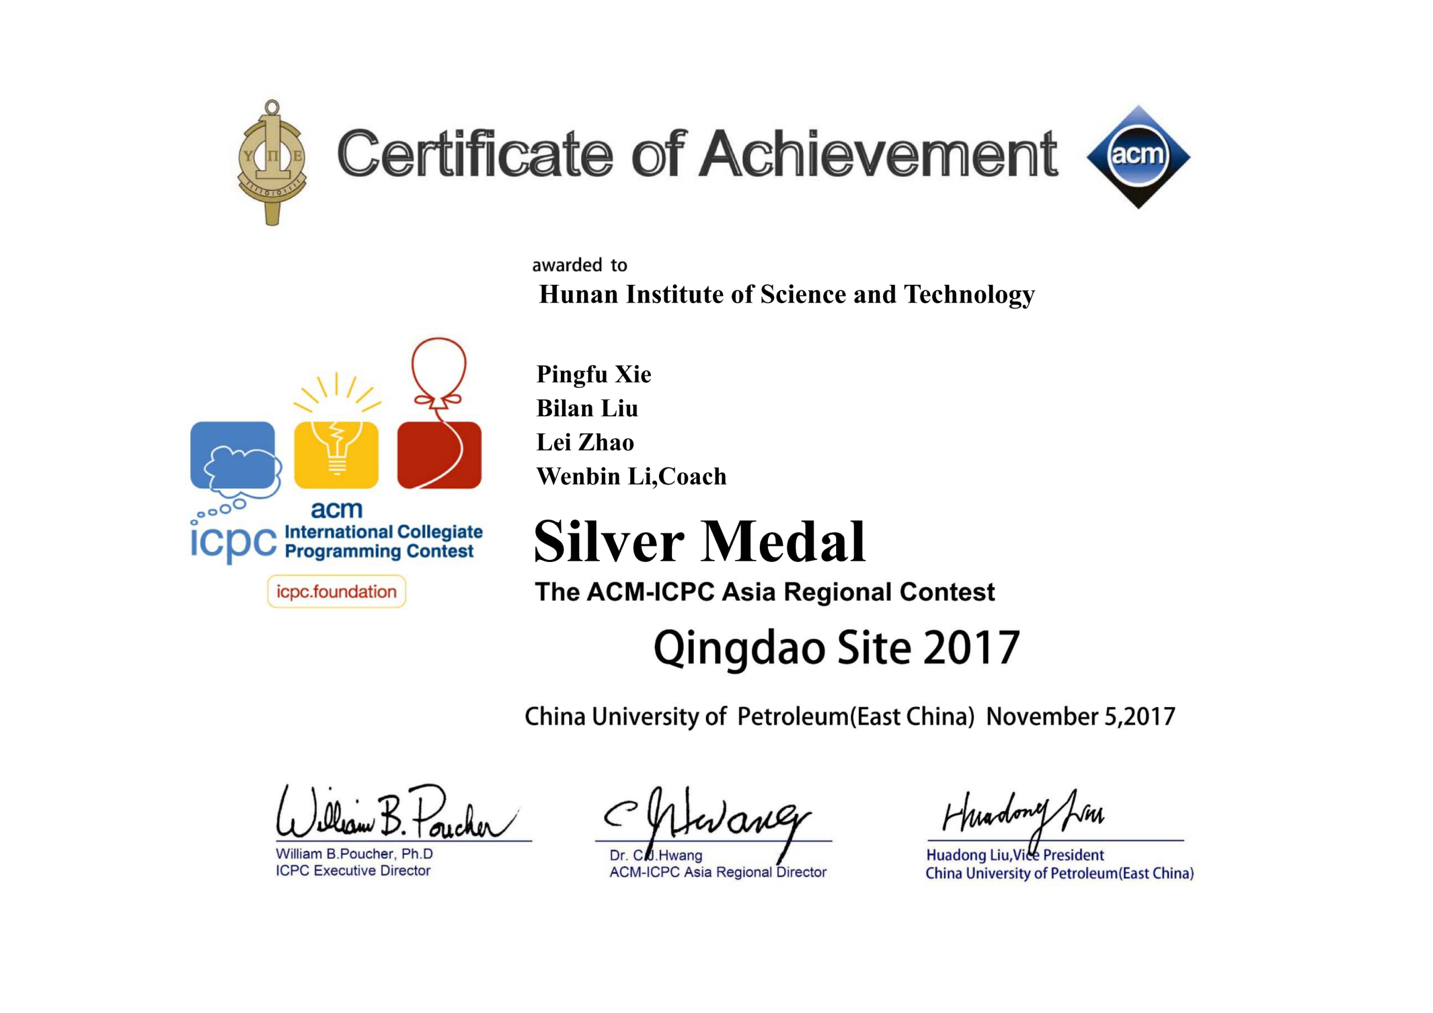 Υ Π Ε
Certificate of Achievement
acm
awarded to
Hunan Institute of Science and Technology
Pingfu Xie
Bilan Liu
Lei Zhao
Wenbin Li,Coach
acm
icpc International Collegiate
Programming Contest
icpc.foundation
Silver Medal
The ACM-ICPC Asia Regional Contest
Qingdao Site 2017
China University of Petroleum(East China) November 5,2017
William B. Poucher
William B.Poucher, Ph.D
ICPC Executive Director
C J Hwang
Dr. C.J.Hwang
ACM-ICPC Asia Regional Director
Huadong Liu
Huadong Liu,Vice President
China University of Petroleum(East China)